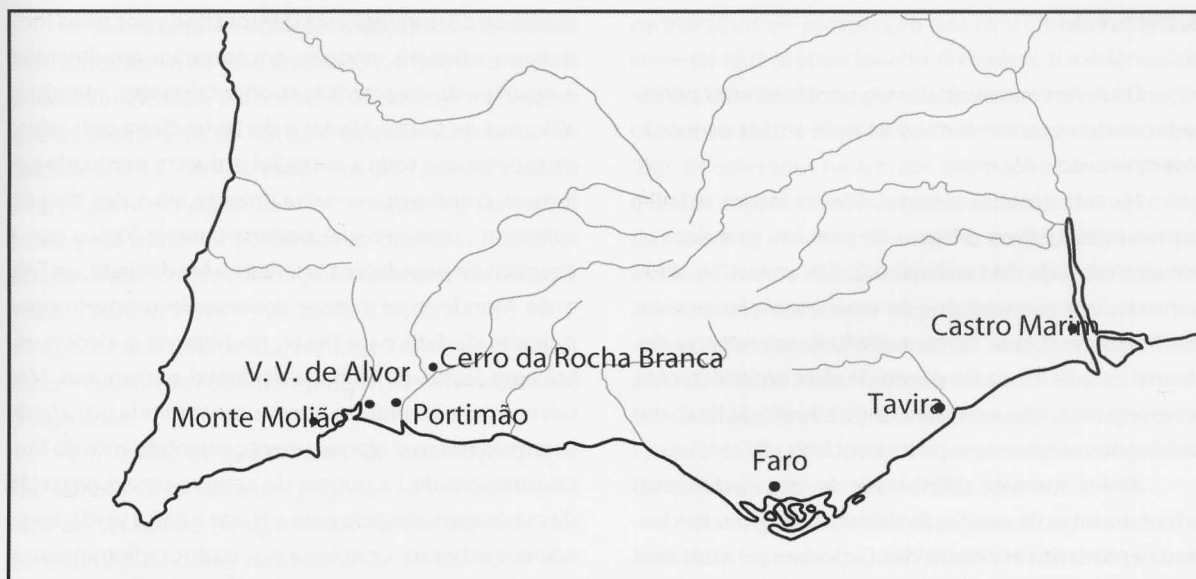 Castro Marim
Cerro da Rocha Branca
V. V. de Alvor
Monte Molião
Portimão
Tavira
Faro